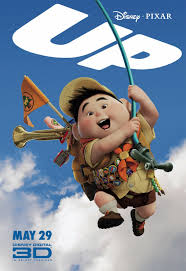 Disney · PIXAR
UP
MAY 29
DISNEY DIGITAL
3D